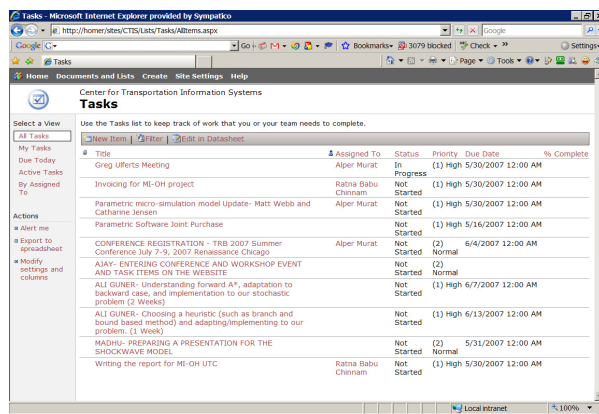 Tasks - Microsoft Internet Explorer provided by Sympatico
http://homer/sites/CTIS/Lists/Tasks/AllItems.aspx
Google
Google G Go Bookmarks 3079 blocked Check Settings
Tasks Page Tools
Home Documents and Lists Create Site Settings Help
Center for Transportation Information Systems
Tasks
Select a View
All Tasks
My Tasks
Due Today
Active Tasks
By Assigned
To
Actions
Alert me
Export to
spreadsheet
Modify
settings and
columns
Use the Tasks list to keep track of work that you or your team needs to complete.
New Item | Filter | Edit in Datasheet
Title Assigned To Status Priority Due Date % Complete
Greg Ulferts Meeting Alper Murat In (1) High 5/30/2007 12:00 AM
Progress
Invoicing for MI-OH project Ratna Babu Not (1) High 5/30/2007 12:00 AM
Chinnam Started
Parametric micro-simulation model Update- Matt Webb and Alper Murat Not (1) High 5/30/2007 12:00 AM
Catharine Jensen Started
Parametric Software Joint Purchase Not (1) High 5/16/2007 12:00 AM
Started
CONFERENCE REGISTRATION - TRB 2007 Summer Alper Murat Not (2) 6/4/2007 12:00 AM
Conference July 7-9, 2007 Renaissance Chicago Started Normal
AJAY- ENTERING CONFERENCE AND WORKSHOP EVENT Not (2)
AND TASK ITEMS ON THE WEBSITE Started Normal
ALI GUNER- Understanding forward A*, adaptation to Not (1) High 6/7/2007 12:00 AM
backward case, and implementation to our stochastic Started
problem (2 Weeks)
ALI GUNER- Choosing a heuristic (such as branch and Not (1) High 6/13/2007 12:00 AM
bound based method) and adapting/implementing to our Started
problem. (1 Week)
MADHU- PREPARING A PRESENTATION FOR THE Not (2) 5/31/2007 12:00 AM
SHOCKWAVE MODEL Started Normal
Writing the report for MI-OH UTC Ratna Babu Not (1) High 5/30/2007 12:00 AM
Chinnam Started
Local intranet 100%